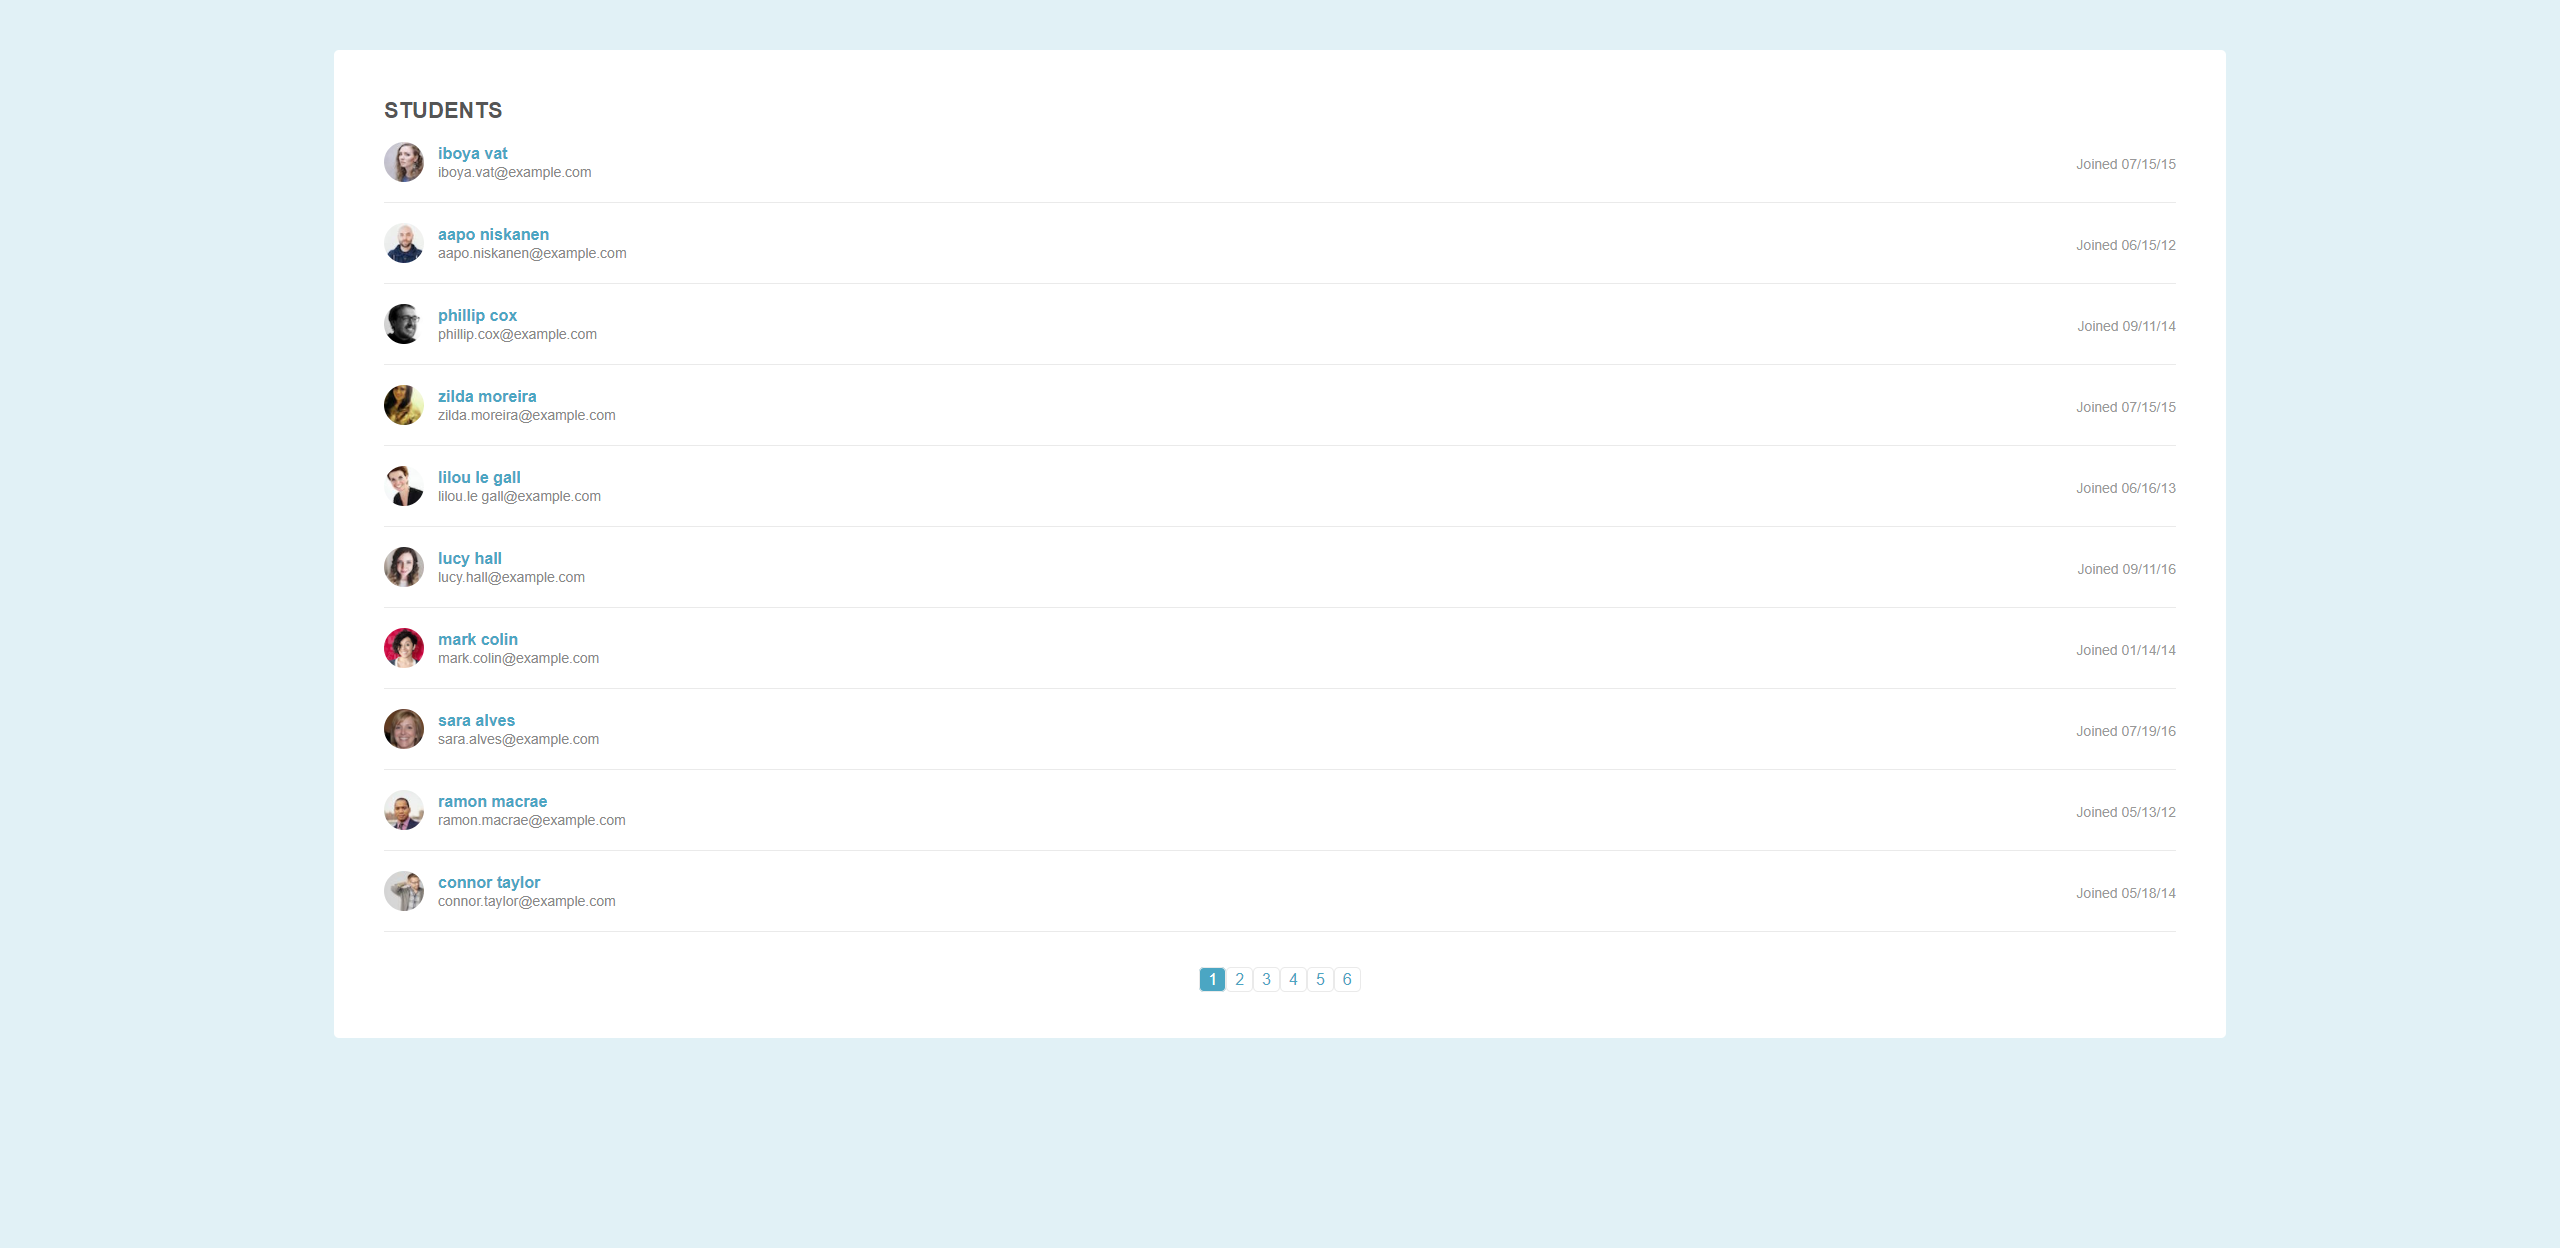 STUDENTS
iboya vat
iboya.vat@example.com
Joined 07/15/15
aapo niskanen
aapo.niskanen@example.com
Joined 06/15/12
phillip cox
phillip.cox@example.com
Joined 09/11/14
zilda moreira
zilda.moreira@example.com
Joined 07/15/15
lilou le gall
lilou.le gall@example.com
Joined 06/16/13
lucy hall
lucy.hall@example.com
Joined 09/11/16
mark colin
mark.colin@example.com
Joined 01/14/14
sara alves
sara.alves@example.com
Joined 07/19/16
ramon macrae
ramon.macrae@example.com
Joined 05/13/12
connor taylor
connor.taylor@example.com
Joined 05/18/14
1 2 3 4 5 6